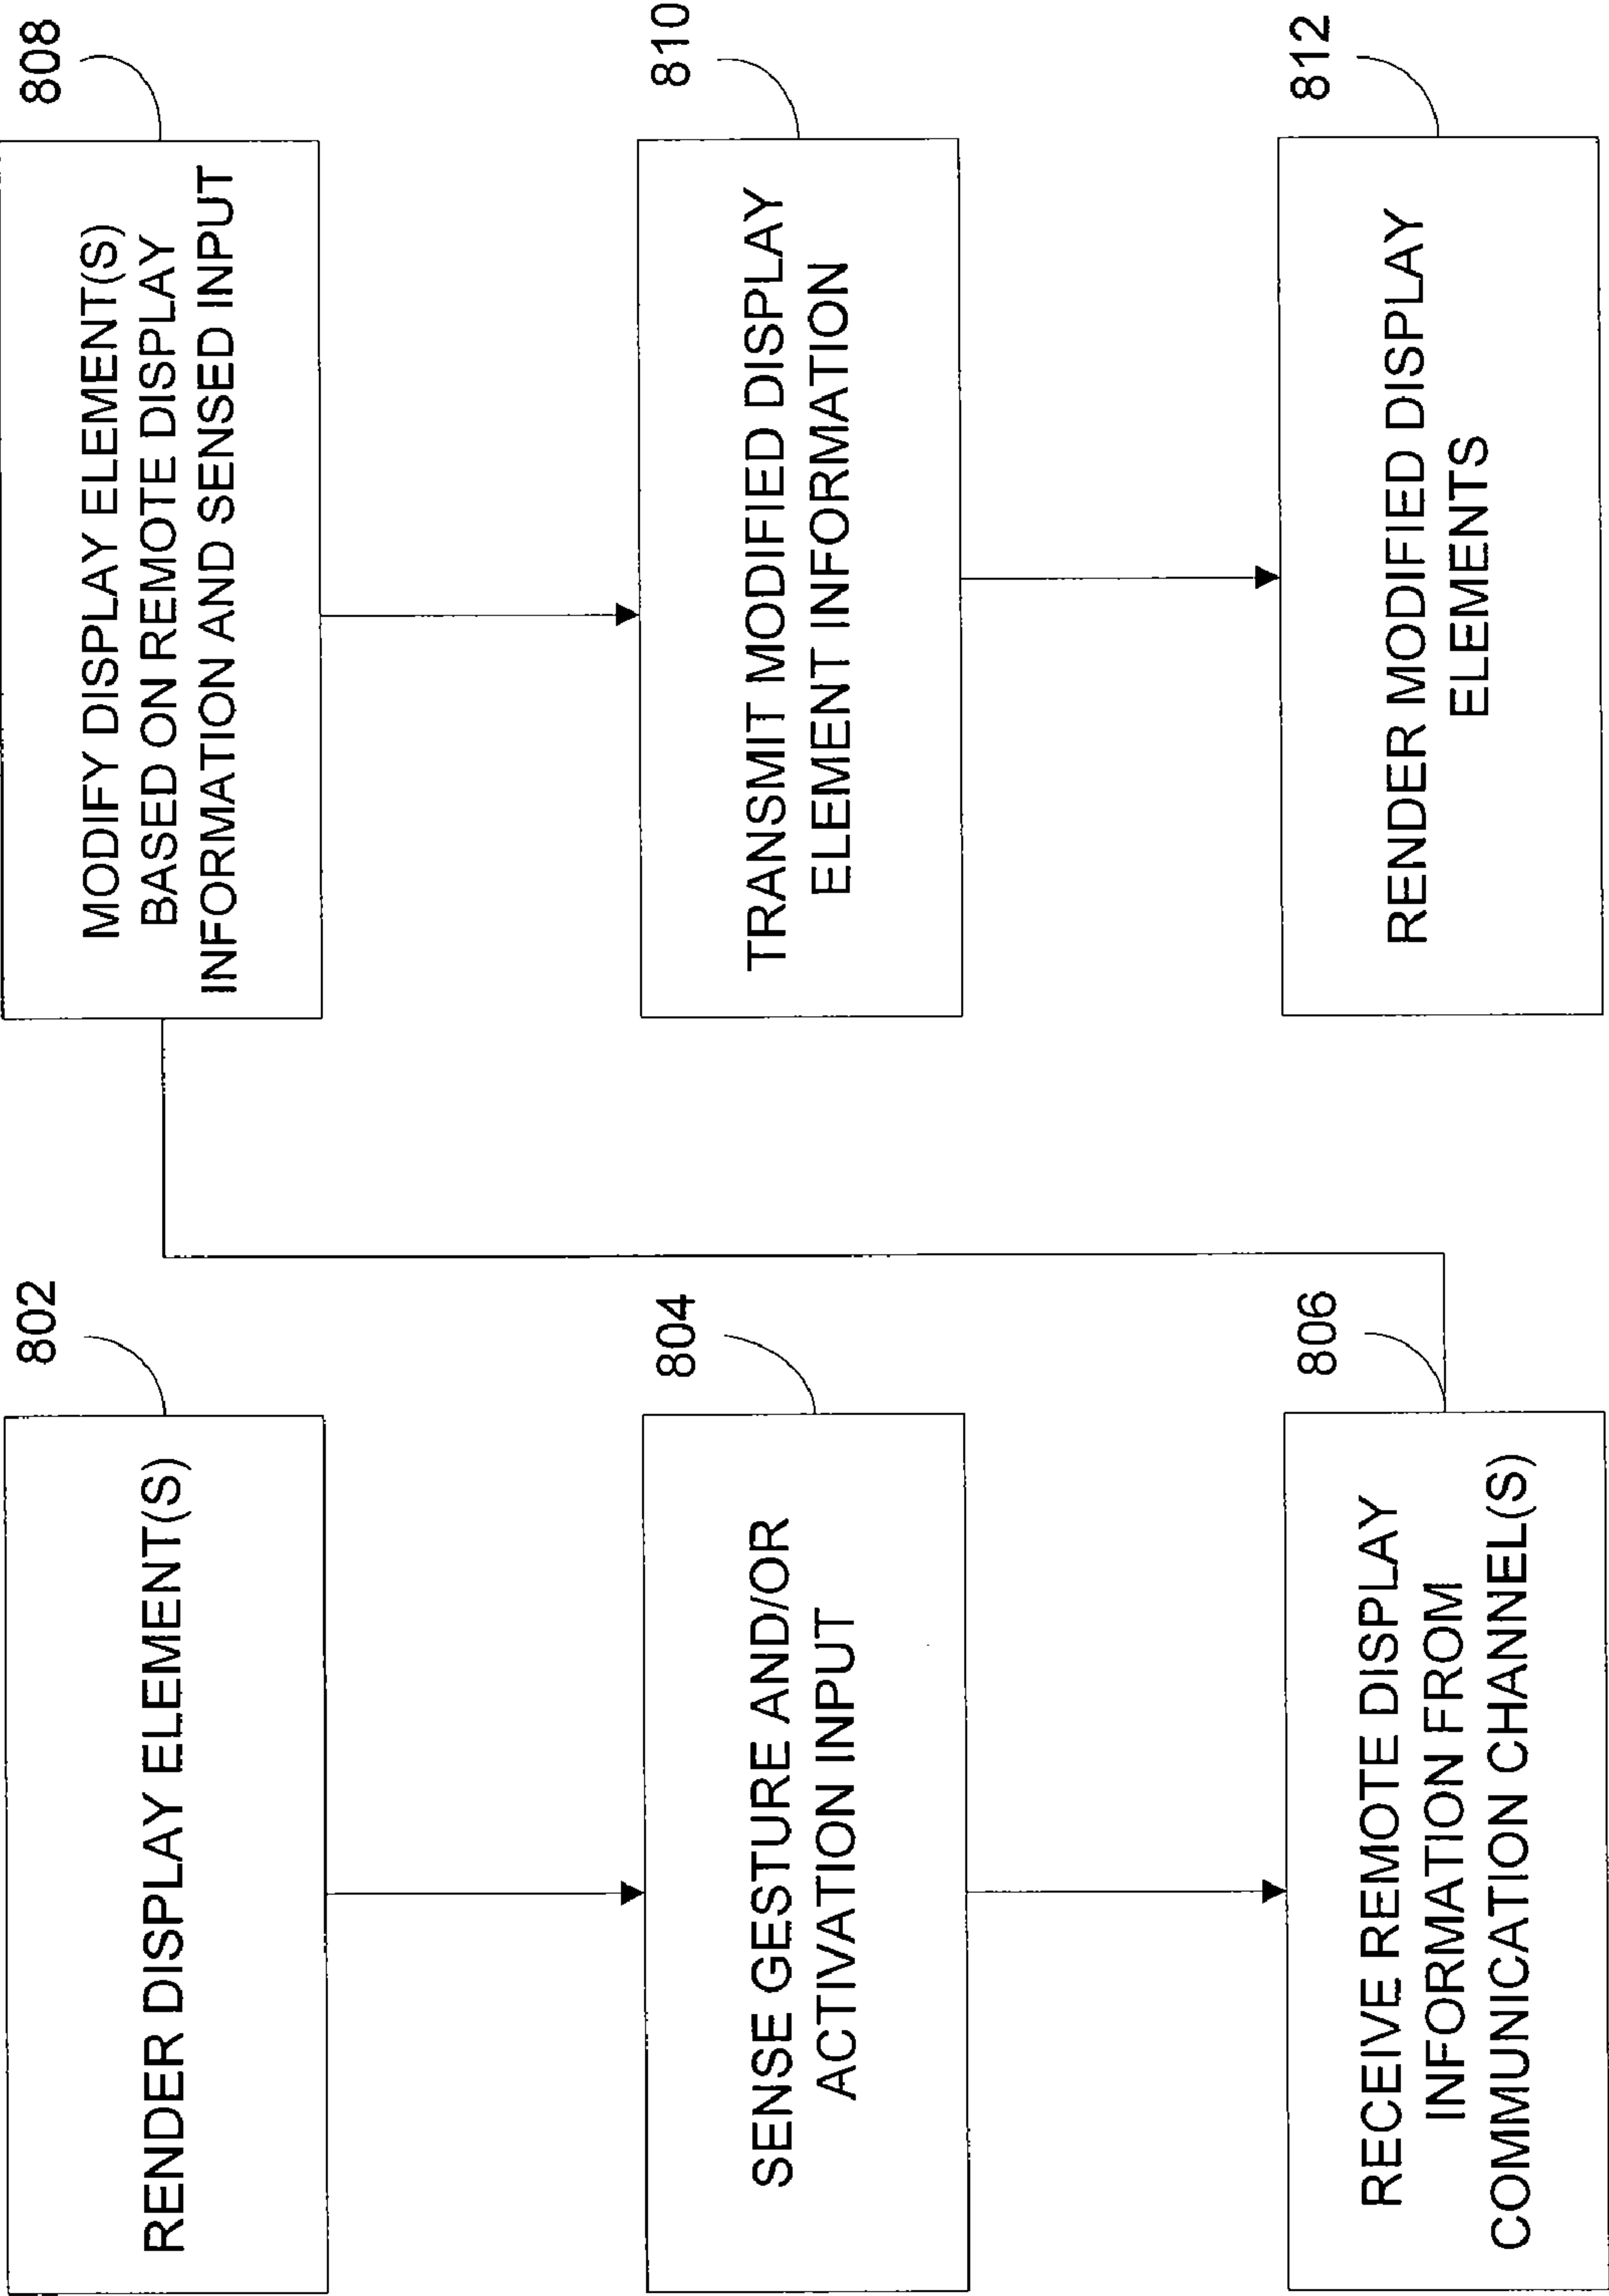 802
RENDER DISPLAY ELEMENT(S)
804
SENSE GESTURE AND/OR
ACTIVATION INPUT
806
RECEIVE REMOTE DISPLAY
INFORMATION FROM
COMMUNICATION CHANNEL(S)
808
MODIFY DISPLAY ELEMENT(S)
BASED ON REMOTE DISPLAY
INFORMATION AND SENSED INPUT
810
TRANSMIT MODIFIED DISPLAY
ELEMENT INFORMATION
812
RENDER MODIFIED DISPLAY
ELEMENTS